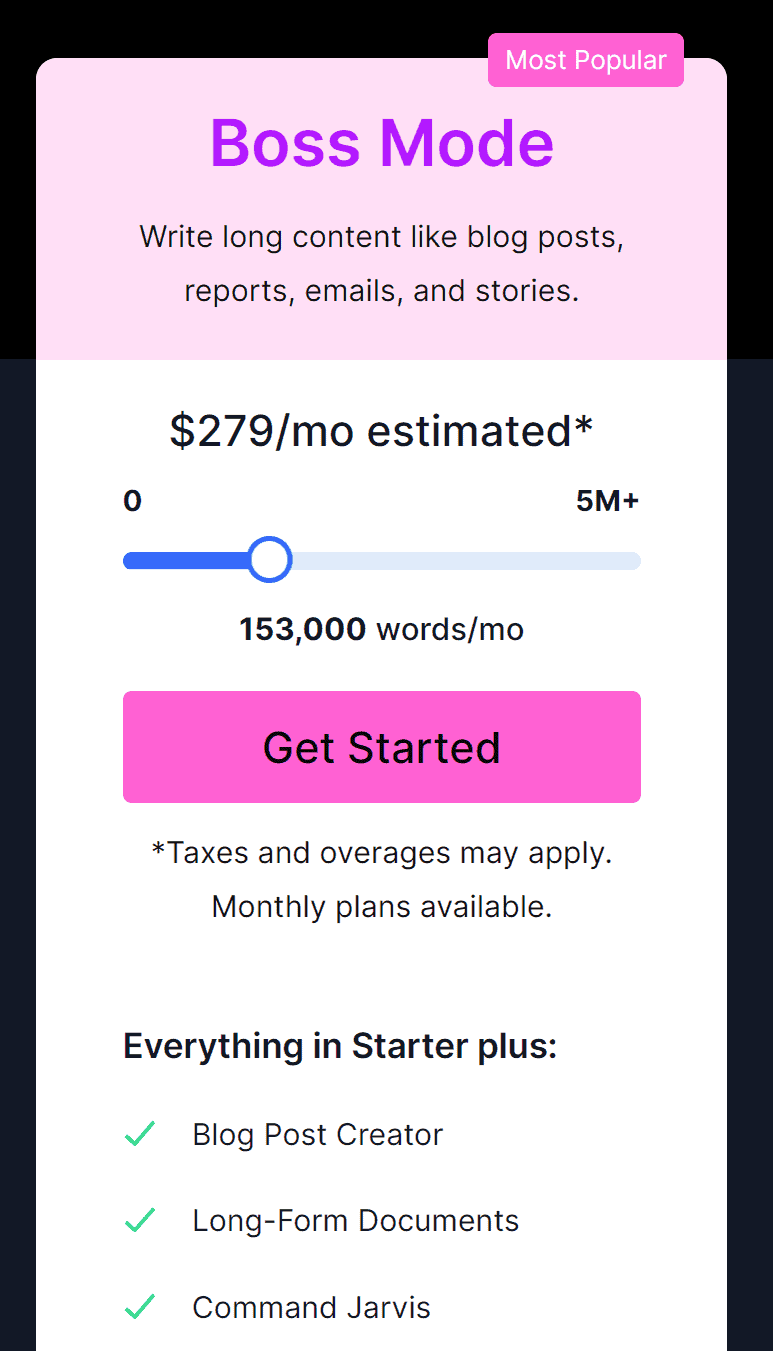 Most Popular
Boss Mode
Write long content like blog posts,
reports, emails, and stories.
$279/mo estimated*
0 5M+
153,000 words/mo
Get Started
*Taxes and overages may apply.
Monthly plans available.
Everything in Starter plus:
Blog Post Creator
Long-Form Documents
Command Jarvis